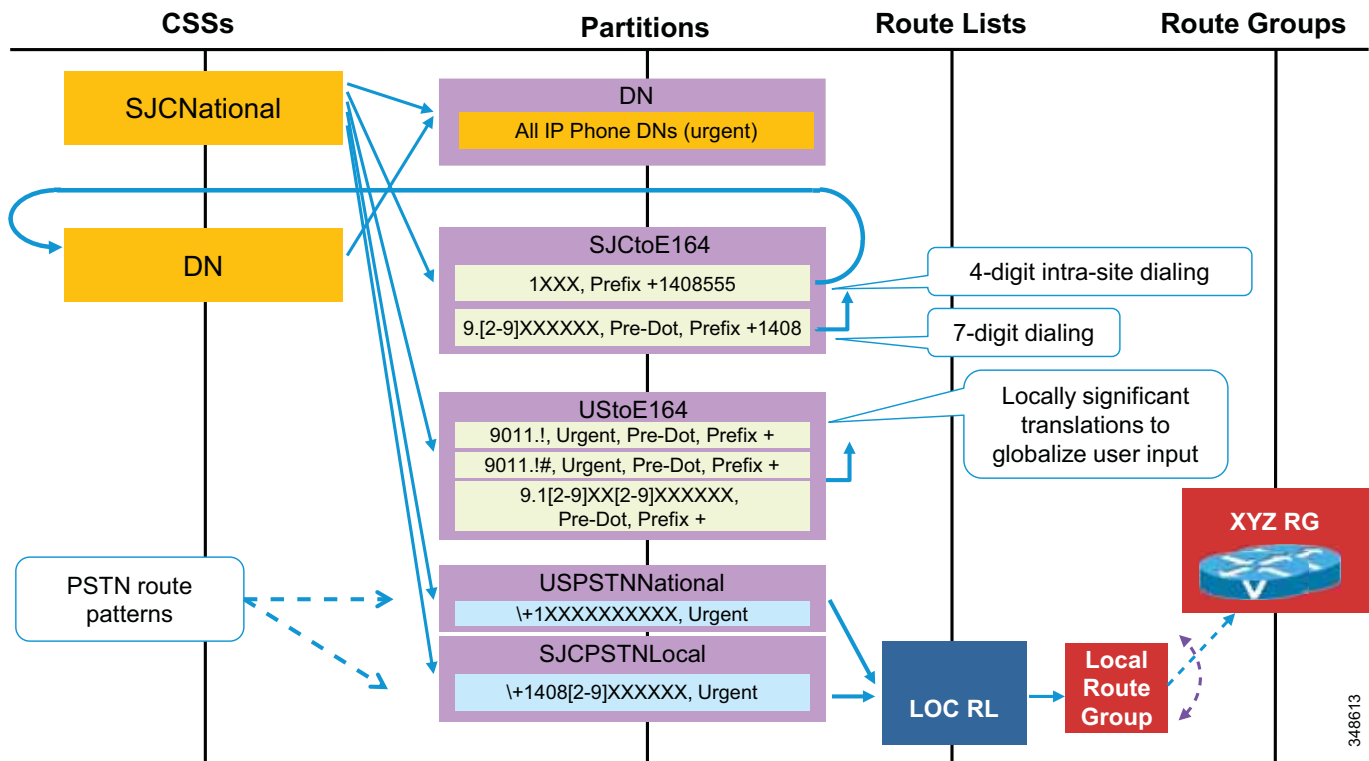 CSSs
Partitions
Route Lists
Route Groups
SJCNational
DN
All IP Phone DNs (urgent)
DN
SJCtoE164
1XXX, Prefix +1408555
9.[2-9]XXXXXX, Pre-Dot, Prefix +1408
4-digit intra-site dialing
7-digit dialing
UStoE164
9011.!, Urgent, Pre-Dot, Prefix +
9011.!#, Urgent, Pre-Dot, Prefix +
9.1[2-9]XX[2-9]XXXXXX,
Pre-Dot, Prefix +
Locally significant
translations to
globalize user input
XYZ RG
V
PSTN route
patterns
USPSTNNational
\+1XXXXXXXXXX, Urgent
SJCPSTNLocal
\+1408[2-9]XXXXXX, Urgent
LOC RL
Local
Route
Group
348613